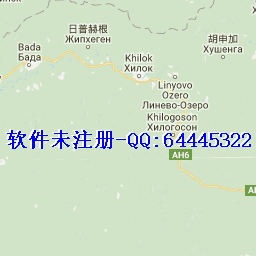 日普赫根
Жипхеген
Bada
Бада
胡申加
Хушенга
Khilok
Хилок
Linyovo
Ozero
Линево-Озеро
Khilogoson
Хилогосон
软件未注册-QQ:64445322
AH6